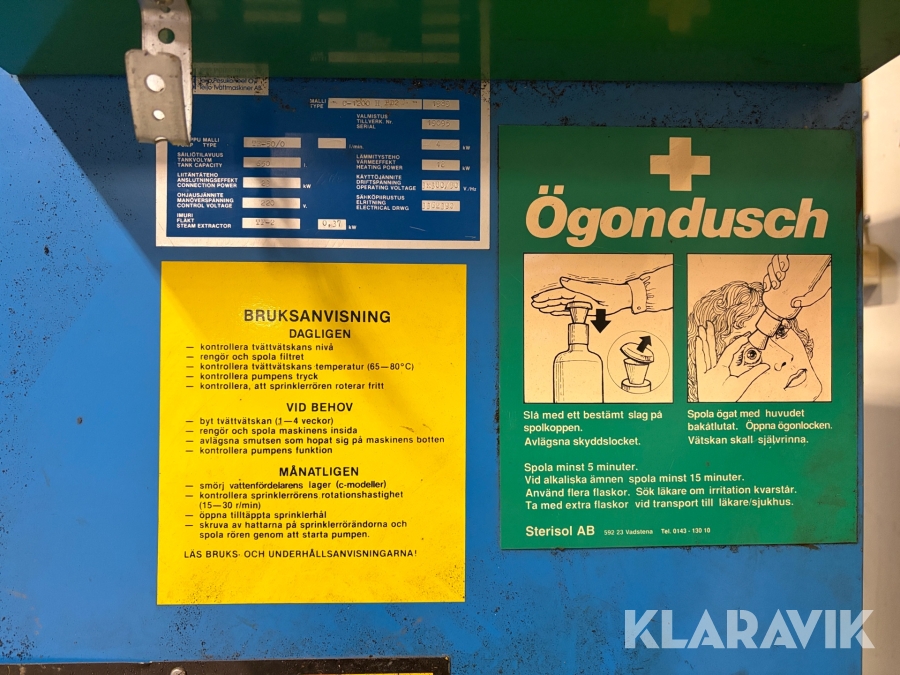 Teijo Tvättmaskiner AB
MALLI
TYPE
VALMISTUS
TILLVERK. Nr.
SERIAL
PUMPU MALLI
PUMP TYPE
l/min.
kW
SÄILIÖTILAVUUS
TANKVOLYM
TANK CAPACITY
l.
LÄMMITYSTEHO
VÄRMEEFFEKT
HEATING POWER
kW
LIITÄNTÄTEHO
ANSLUTNINGSEFFEKT
CONNECTION POWER
kW
KÄYTTÖJÄNNITE
DRIFTSPÄNNING
OPERATING VOLTAGE
V/Hz
OHJAUSJÄNNITE
MANÖVERSPÄNNING
CONTROL VOLTAGE
220 V.
SÄHKÖPIIRUSTUS
ELRITNING
ELECTRICAL DRWG
IMURI
FLÄKT
STEAM EXTRACTOR
0,37 kW
BRUKSANVISNING
DAGLIGEN
— kontrollera tvättvätskans nivå
— rengör och spola filtret
— kontrollera tvättvätskans temperatur (65—80°C)
— kontrollera pumpens tryck
— kontrollera, att sprinklerrören roterar fritt
VID BEHOV
— byt tvättvätskan (1—4 veckor)
— rengör och spola maskinens insida
— avlägsna smutsen som hopat sig på maskinens botten
— kontrollera pumpens funktion
MÅNATLIGEN
— smörj vattenfördelarens lager (c-modeller)
— kontrollera sprinklerrörens rotationshastighet
(15—30 r/min)
— öppna tilltäppta sprinklerhål
— skruva av hattarna på sprinklerrörändorna och
spola rören genom att starta pumpen.
LÄS BRUKS- OCH UNDERHÅLLSANVISNINGARNA!
Ögondusch
Slå med ett bestämt slag på
spolkoppen.
Avlägsna skyddslocket.
Spola ögat med huvudet
bakåtlutat. Öppna ögonlocken.
Vätskan skall självrinna.
Spola minst 5 minuter.
Vid alkaliska ämnen spola minst 15 minuter.
Använd flera flaskor. Sök läkare om irritation kvarstår.
Ta med extra flaskor vid transport till läkare/sjukhus.
Sterisol AB 592 23 Vadstena Tel. 0143 - 130 10
KLARAVIK